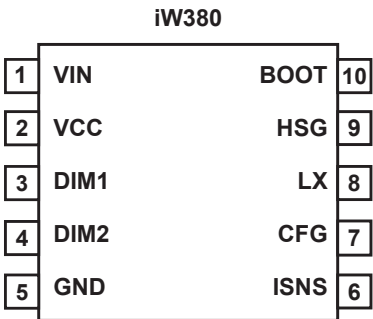 iW380
1 VIN BOOT 10
2 VCC HSG 9
3 DIM1 LX 8
4 DIM2 CFG 7
5 GND ISNS 6